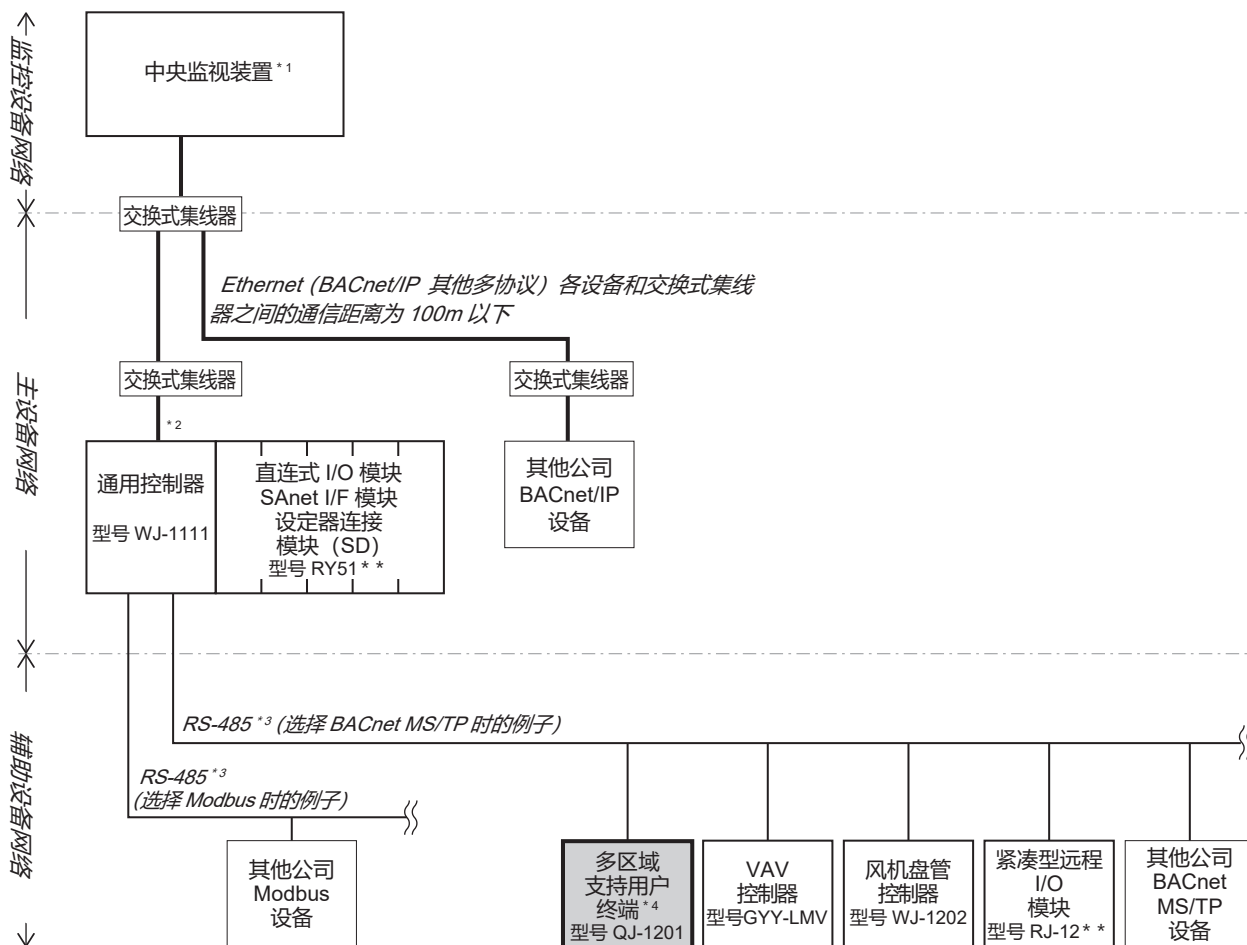 监控设备网络
中央监视装置 *1
交换式集线器
Ethernet (BACnet/IP 其他多协议) 各设备和交换式集线
器之间的通信距离为 100m 以下
主设备网络
交换式集线器
交换式集线器
*2
通用控制器
型号 WJ-1111
直连式 I/O 模块
SAnet I/F 模块
设定器连接
模块（SD）
型号 RY51* *
其他公司
BACnet/IP
设备
辅助设备网络
RS-485 *3 (选择 BACnet MS/TP 时的例子）
RS-485 *3
(选择 Modbus 时的例子）
其他公司
Modbus
设备
多区域
支持用户
终端 *4
型号 QJ-1201
VAV
控制器
型号GYY-LMV
风机盘管
控制器
型号 WJ-1202
紧凑型远程
I/O
模块
型号 RJ-12* *
其他公司
BACnet
MS/TP
设备